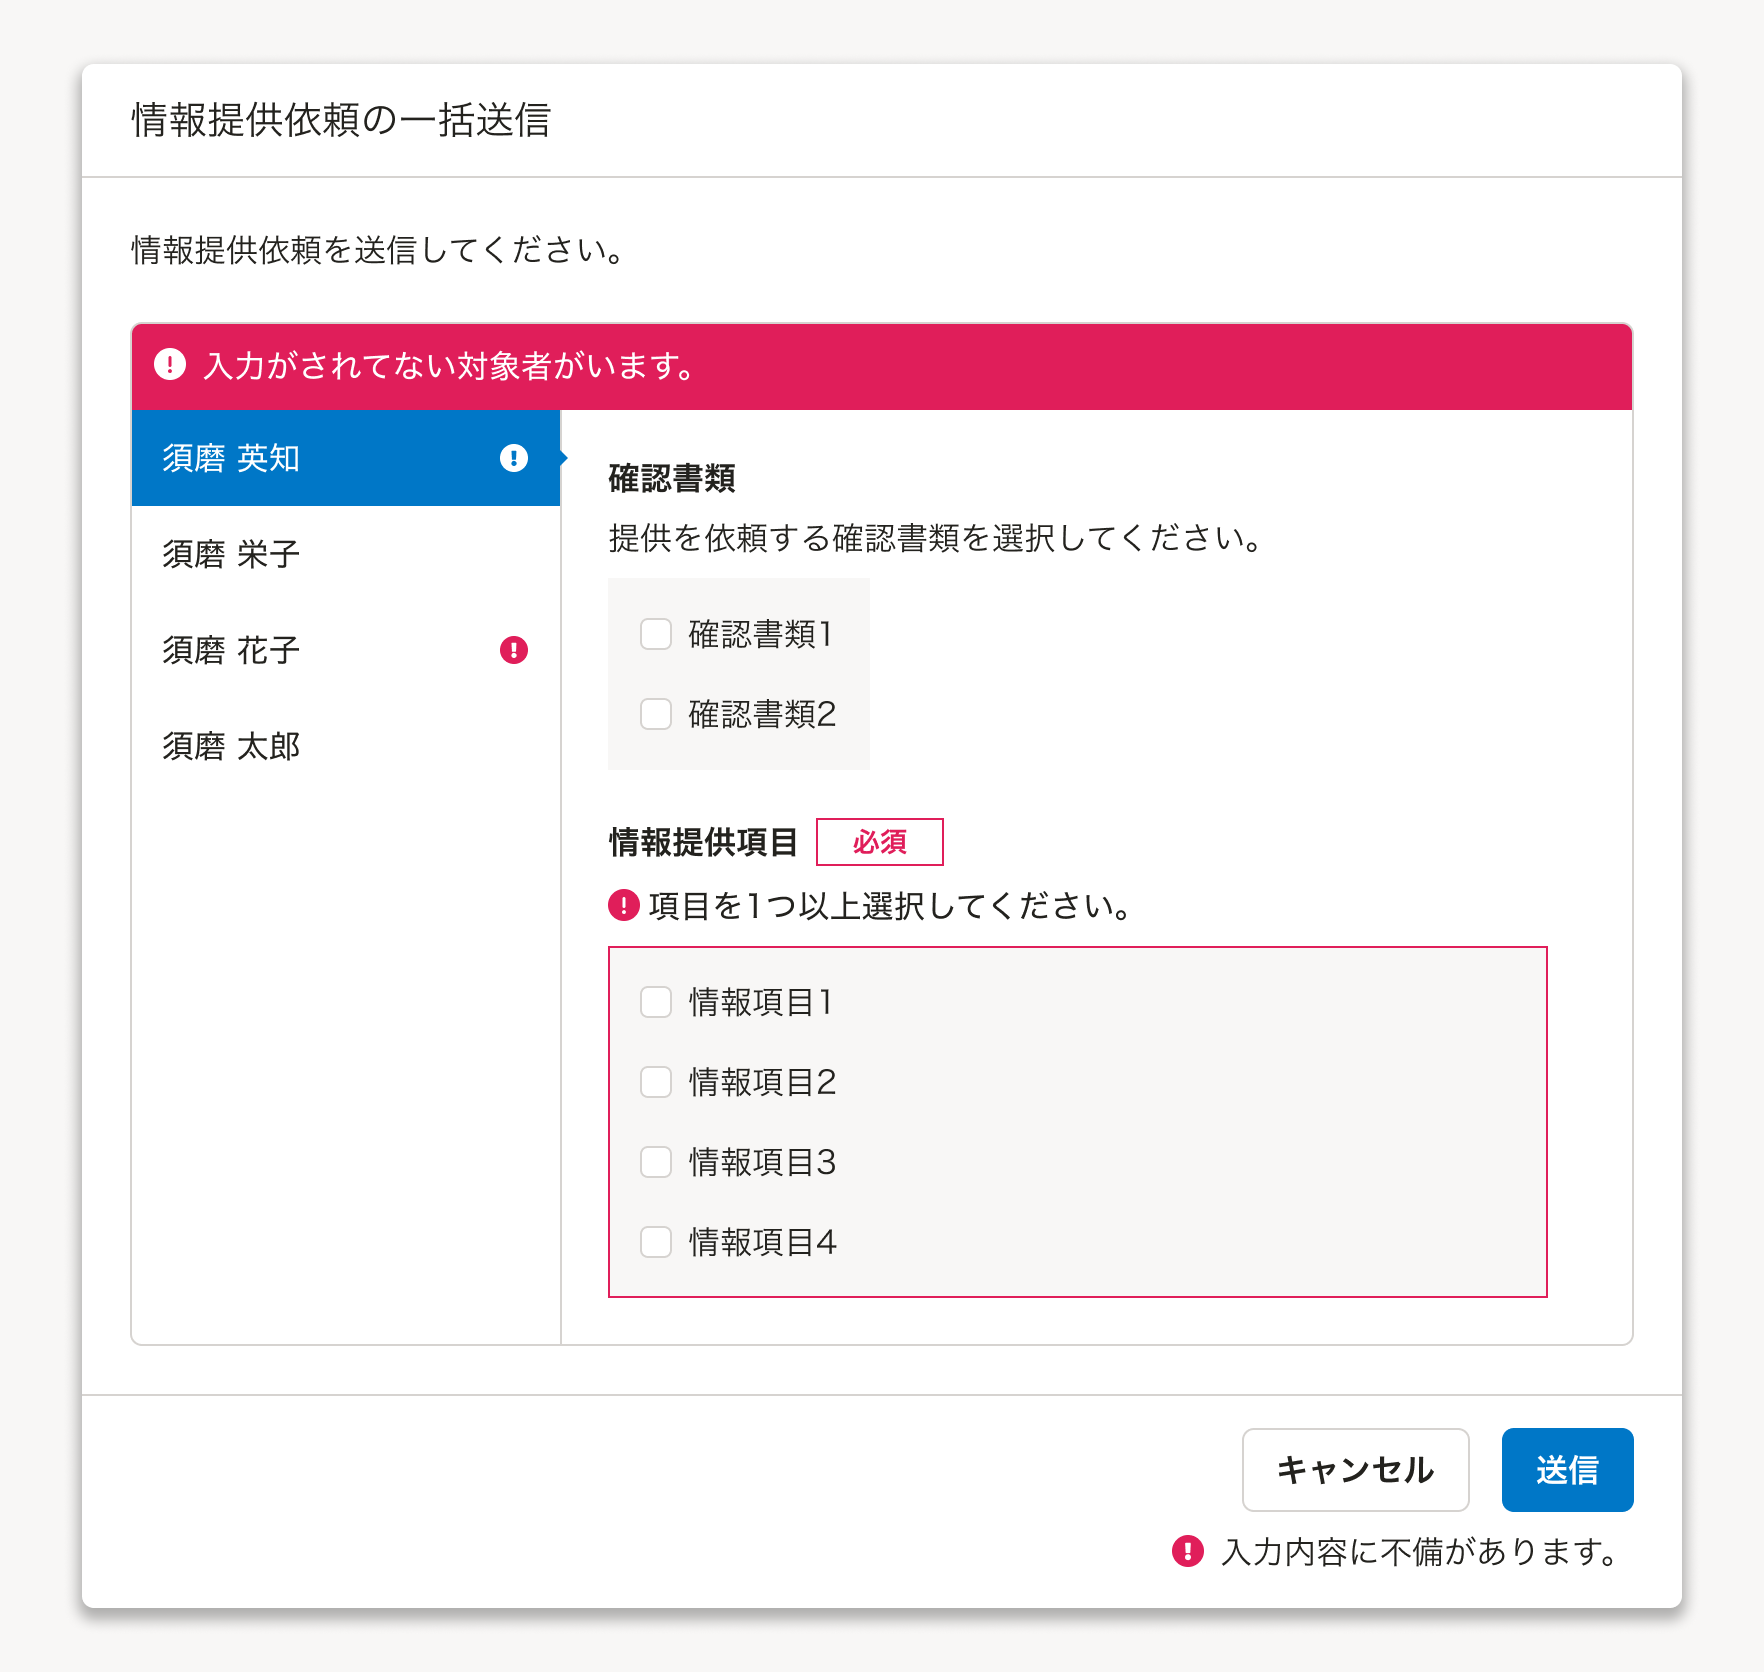 情報提供依頼の一括送信
情報提供依頼を送信してください。
入力がされてない対象者がいます。
須磨 英知
須磨 栄子
須磨 花子
須磨 太郎
確認書類
提供を依頼する確認書類を選択してください。
確認書類1
確認書類2
情報提供項目 必須
項目を1つ以上選択してください。
情報項目1
情報項目2
情報項目3
情報項目4
キャンセル 送信
入力内容に不備があります。